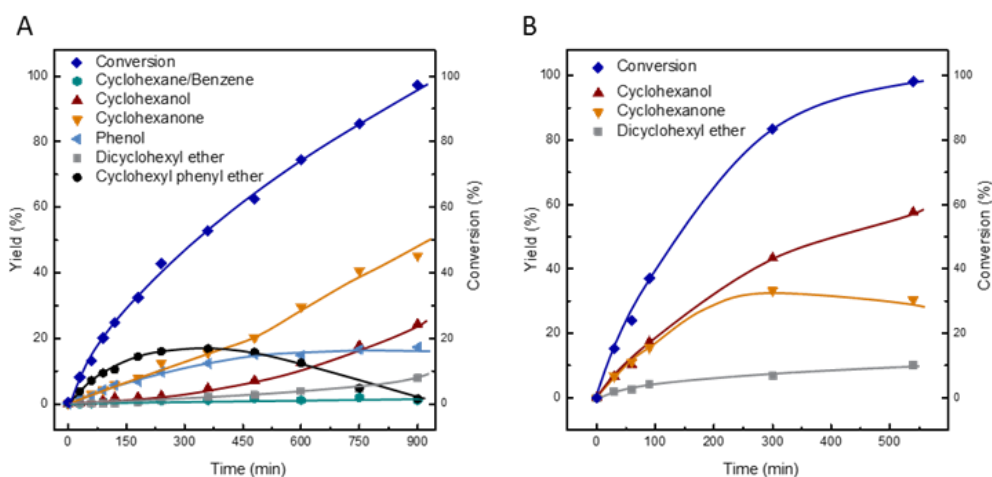 A
Conversion
Cyclohexane/Benzene
Cyclohexanol
Cyclohexanone
Phenol
Dicyclohexyl ether
Cyclohexyl phenyl ether
100
80
60
40
20
0
Yield (%)
100
80
60
40
20
0
Conversion (%)
0 150 300 450 600 750 900
Time (min)
B
Conversion
Cyclohexanol
Cyclohexanone
Dicyclohexyl ether
100
80
60
40
20
0
Yield (%)
100
80
60
40
20
0
Conversion (%)
0 100 200 300 400 500
Time (min)